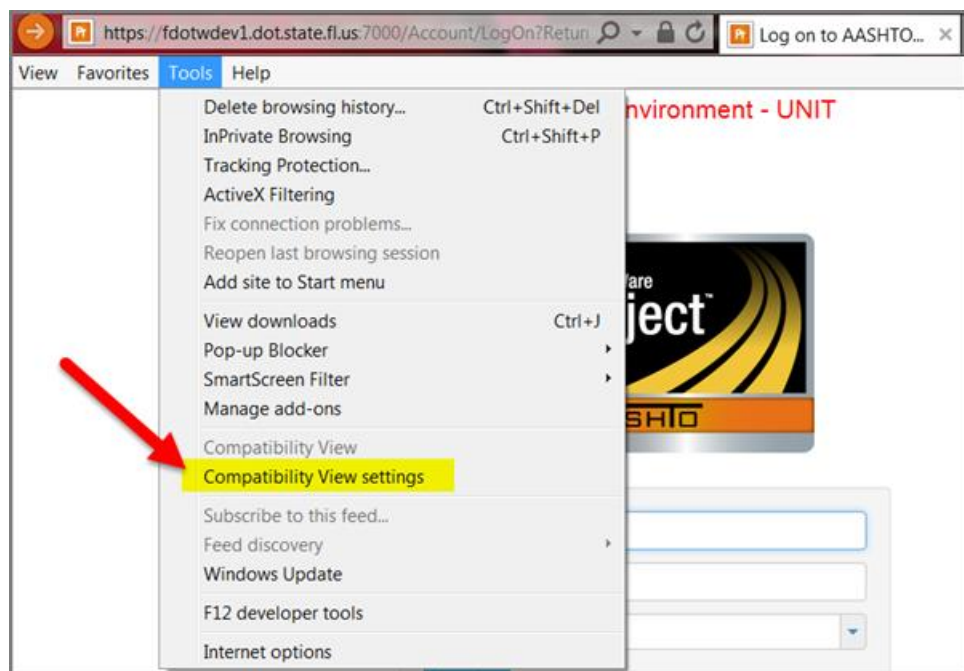 https://fdotwdev1.dot.state.fl.us:7000/Account/LogOn?Return
Log on to AASHTO...
View Favorites Tools Help
nvironment - UNIT
Delete browsing history... Ctrl+Shift+Del
InPrivate Browsing Ctrl+Shift+P
Tracking Protection...
ActiveX Filtering
Fix connection problems...
Reopen last browsing session
Add site to Start menu
View downloads Ctrl+J
Pop-up Blocker
SmartScreen Filter
Manage add-ons
Compatibility View
Compatibility View settings
Subscribe to this feed...
Feed discovery
Windows Update
F12 developer tools
Internet options
Pr
Pr
are
ject™
SHTO